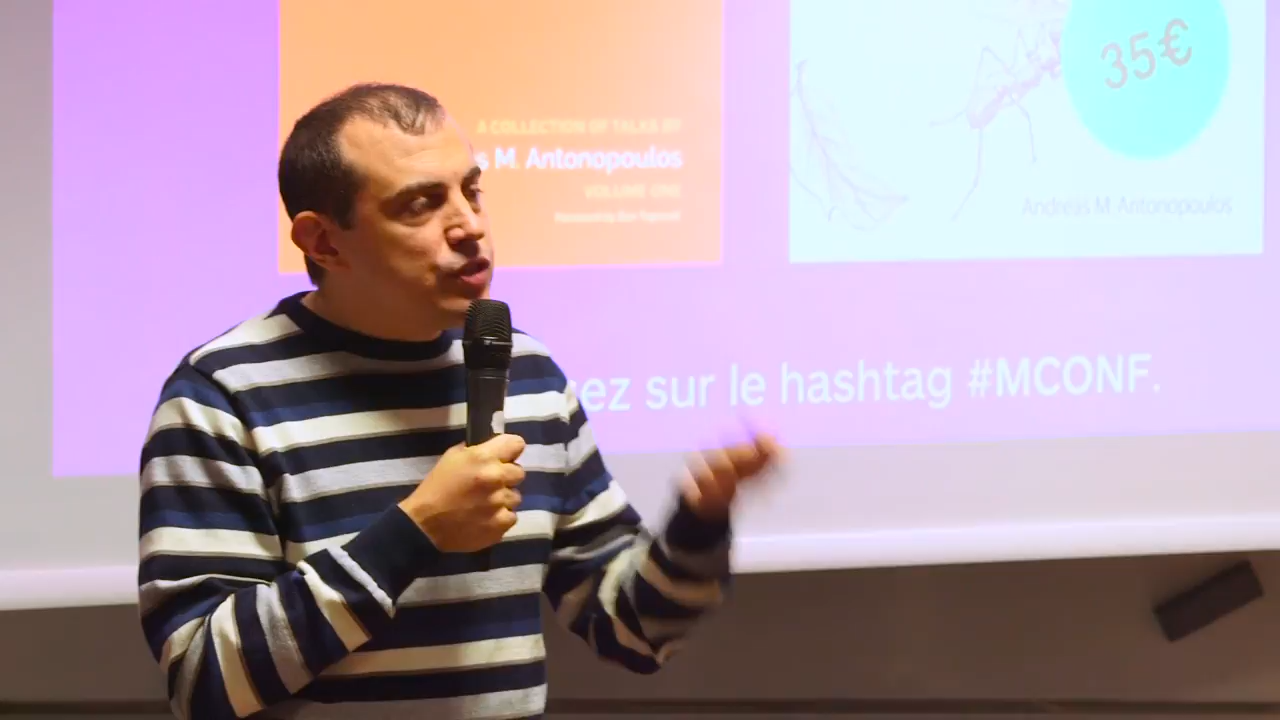 A COLLECTION OF TALKS BY
s M. Antonopoulos
VOLUME ONE
35€
Andreas M. Antonopoulos
ez sur le hashtag #MCONF.